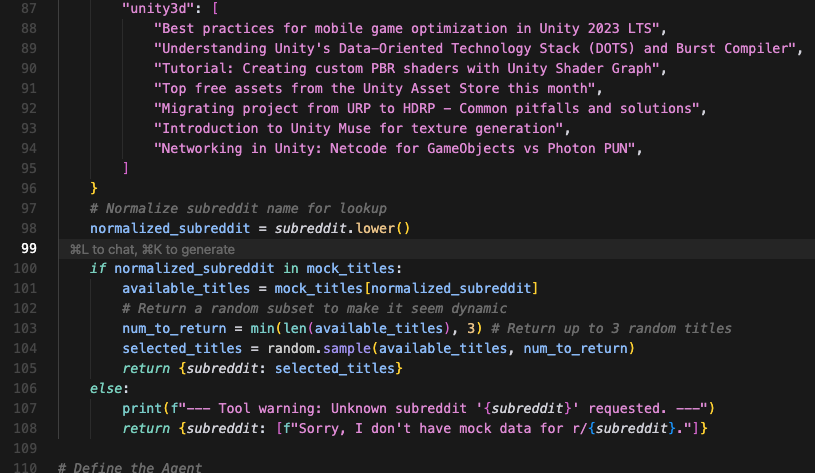 87 "unity3d": [
88 "Best practices for mobile game optimization in Unity 2023 LTS",
89 "Understanding Unity's Data-Oriented Technology Stack (DOTS) and Burst Compiler",
90 "Tutorial: Creating custom PBR shaders with Unity Shader Graph",
91 "Top free assets from the Unity Asset Store this month",
92 "Migrating project from URP to HDRP - Common pitfalls and solutions",
93 "Introduction to Unity Muse for texture generation",
94 "Networking in Unity: Netcode for GameObjects vs Photon PUN",
95 ]
96 }
97 # Normalize subreddit name for lookup
98 normalized_subreddit = subreddit.lower()
99 ⌘L to chat, ⌘K to generate
100 if normalized_subreddit in mock_titles:
101 available_titles = mock_titles[normalized_subreddit]
102 # Return a random subset to make it seem dynamic
103 num_to_return = min(len(available_titles), 3) # Return up to 3 random titles
104 selected_titles = random.sample(available_titles, num_to_return)
105 return {subreddit: selected_titles}
106 else:
107 print(f"--- Tool warning: Unknown subreddit '{subreddit}' requested. ---")
108 return {subreddit: [f"Sorry, I don't have mock data for r/{subreddit}."]}
109
110 # Define the Agent